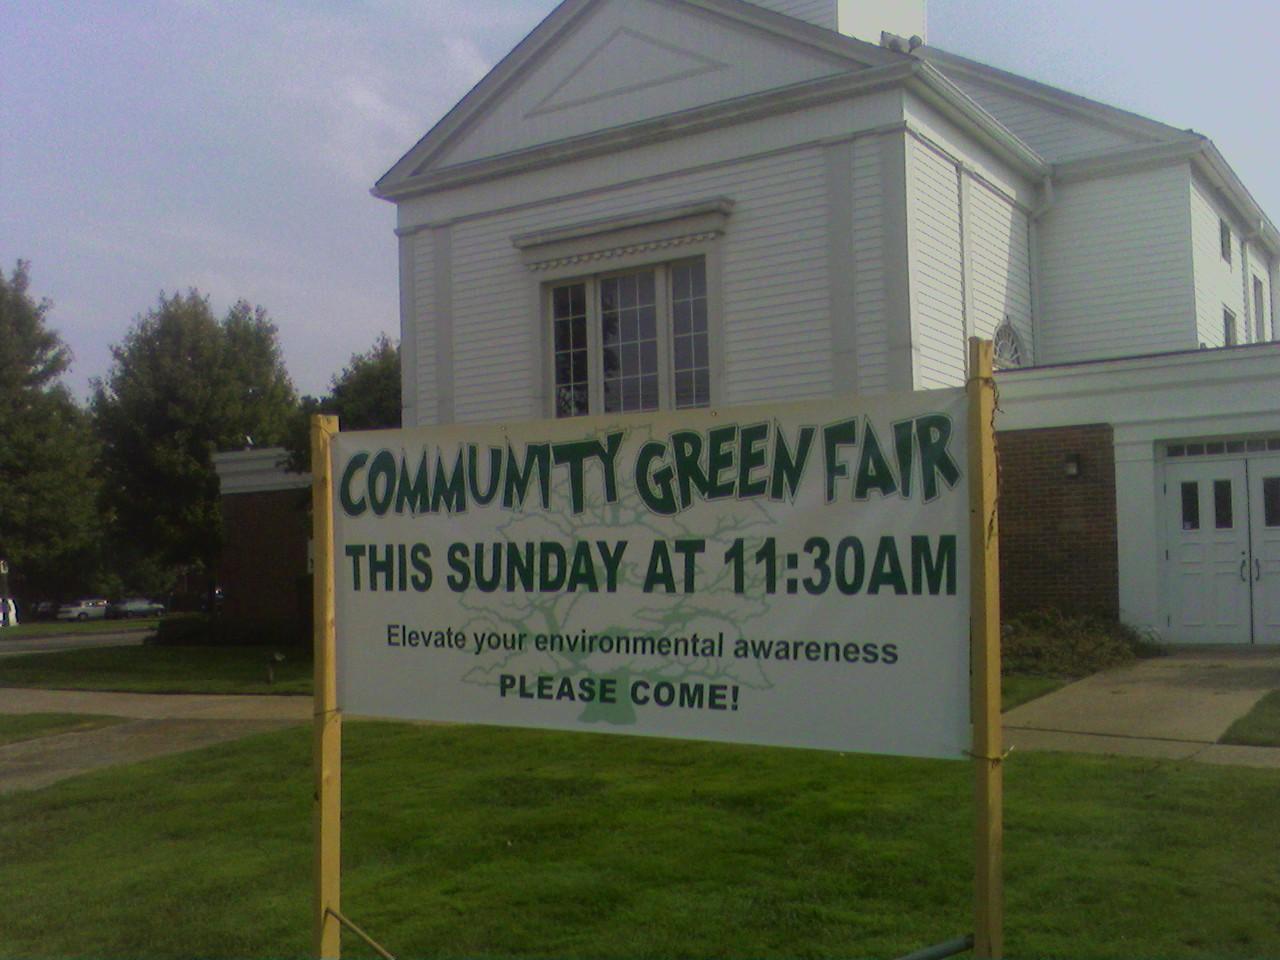 COMMUNITY GREEN FAIR
THIS SUNDAY AT 11:30AM
Elevate your environmental awareness
PLEASE COME!